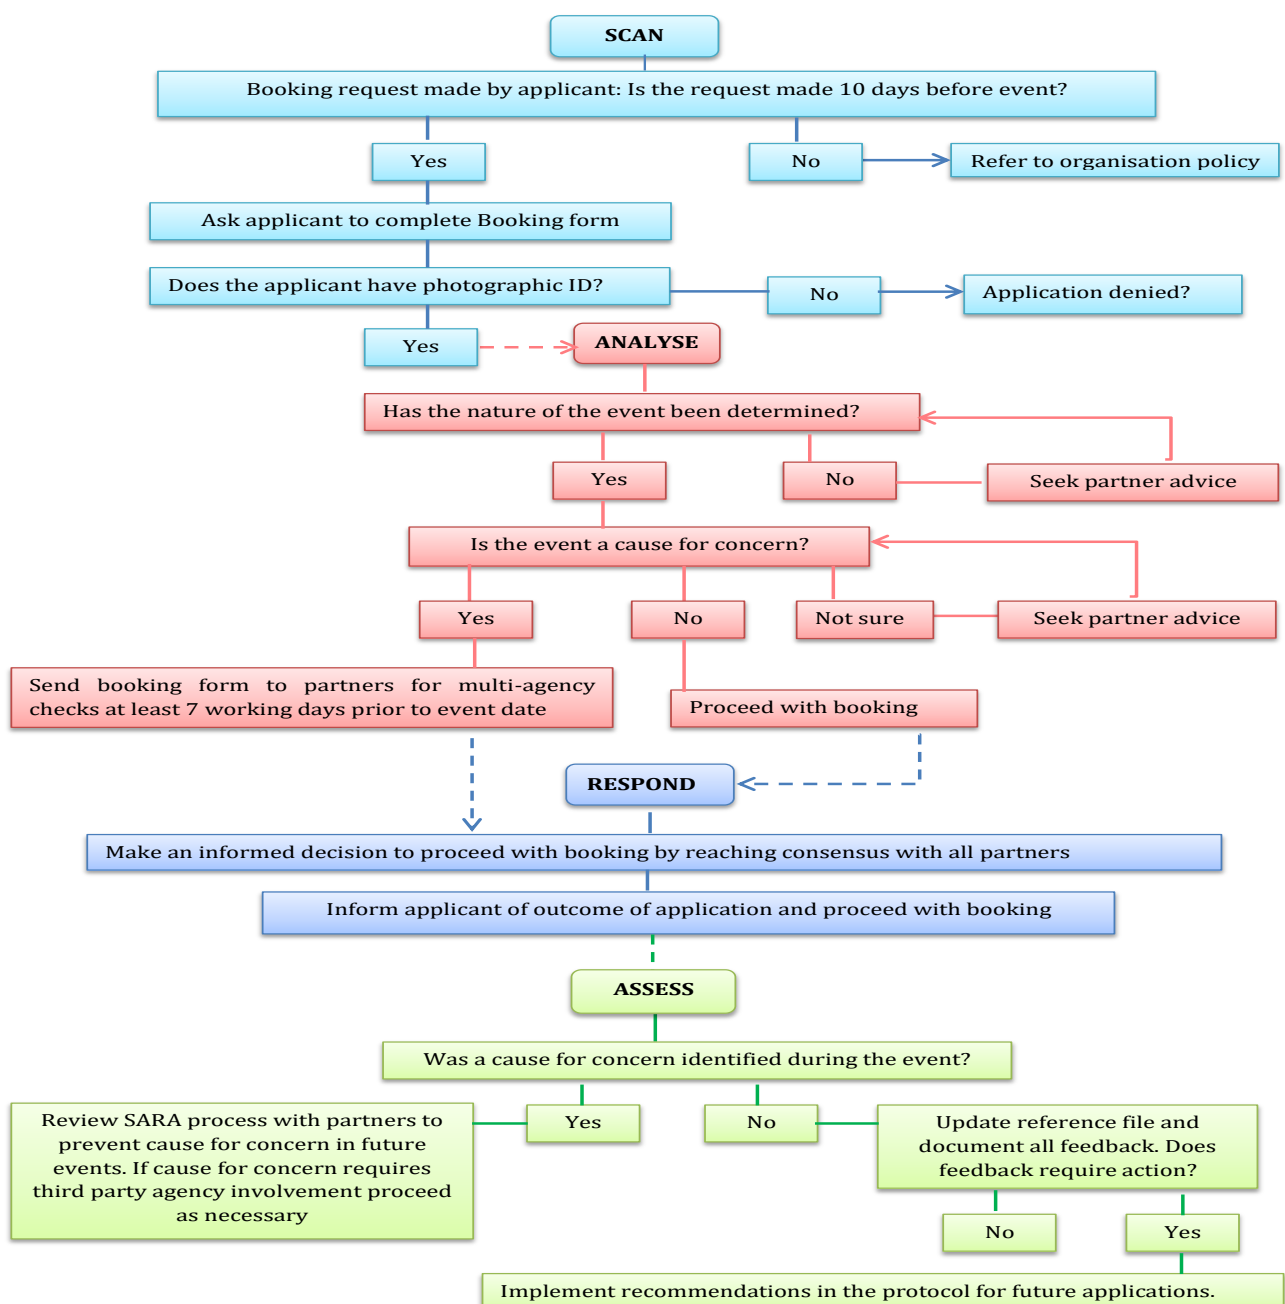 SCAN
Booking request made by applicant: Is the request made 10 days before event?
Yes
No
Refer to organisation policy
Ask applicant to complete Booking form
Does the applicant have photographic ID?
No
Application denied?
Yes
ANALYSE
Has the nature of the event been determined?
Yes
No
Seek partner advice
Is the event a cause for concern?
Yes
No
Not sure
Seek partner advice
Send booking form to partners for multi-agency
checks at least 7 working days prior to event date
Proceed with booking
RESPOND
Make an informed decision to proceed with booking by reaching consensus with all partners
Inform applicant of outcome of application and proceed with booking
ASSESS
Was a cause for concern identified during the event?
Review SARA process with partners to
prevent cause for concern in future
events. If cause for concern requires
third party agency involvement proceed
as necessary
Yes
No
Update reference file and
document all feedback. Does
feedback require action?
No
Yes
Implement recommendations in the protocol for future applications.